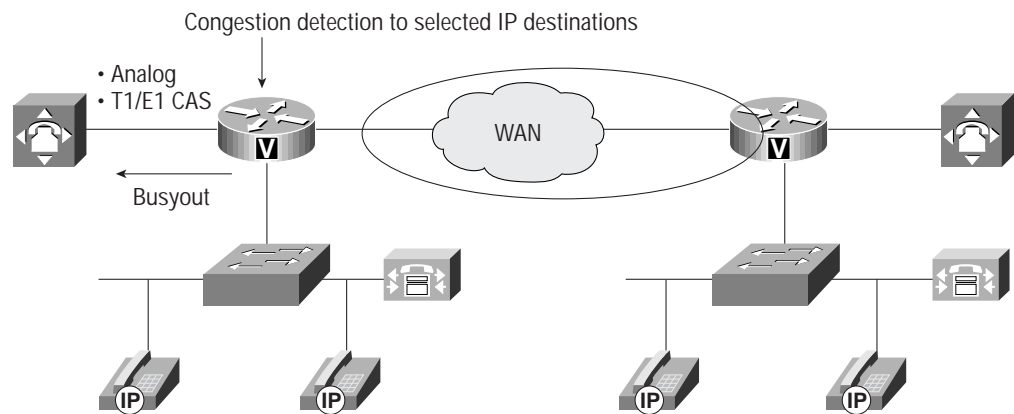 Congestion detection to selected IP destinations
• Analog
• T1/E1 CAS
V
WAN
V
Busyout
IP
IP
IP
IP